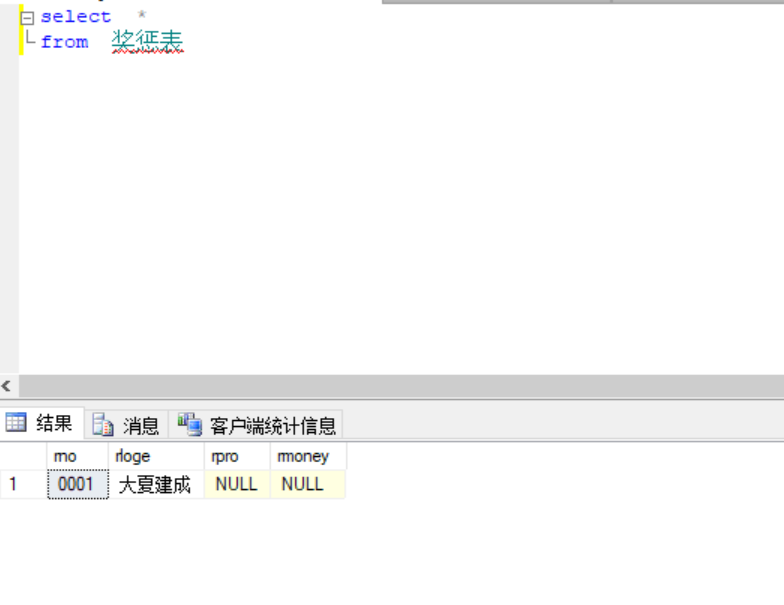 select *
from 奖惩表
结果 消息 客户端统计信息
rno rloge rpro rmoney
1 0001 大夏建成 NULL NULL